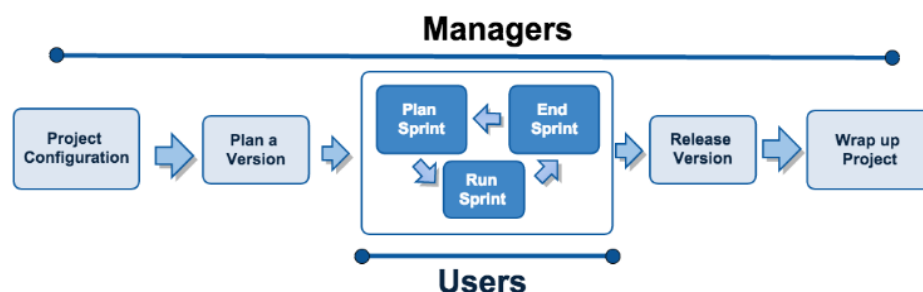 Managers
Project
Configuration
Plan a
Version
Plan
Sprint
End
Sprint
Run
Sprint
Release
Version
Wrap up
Project
Users